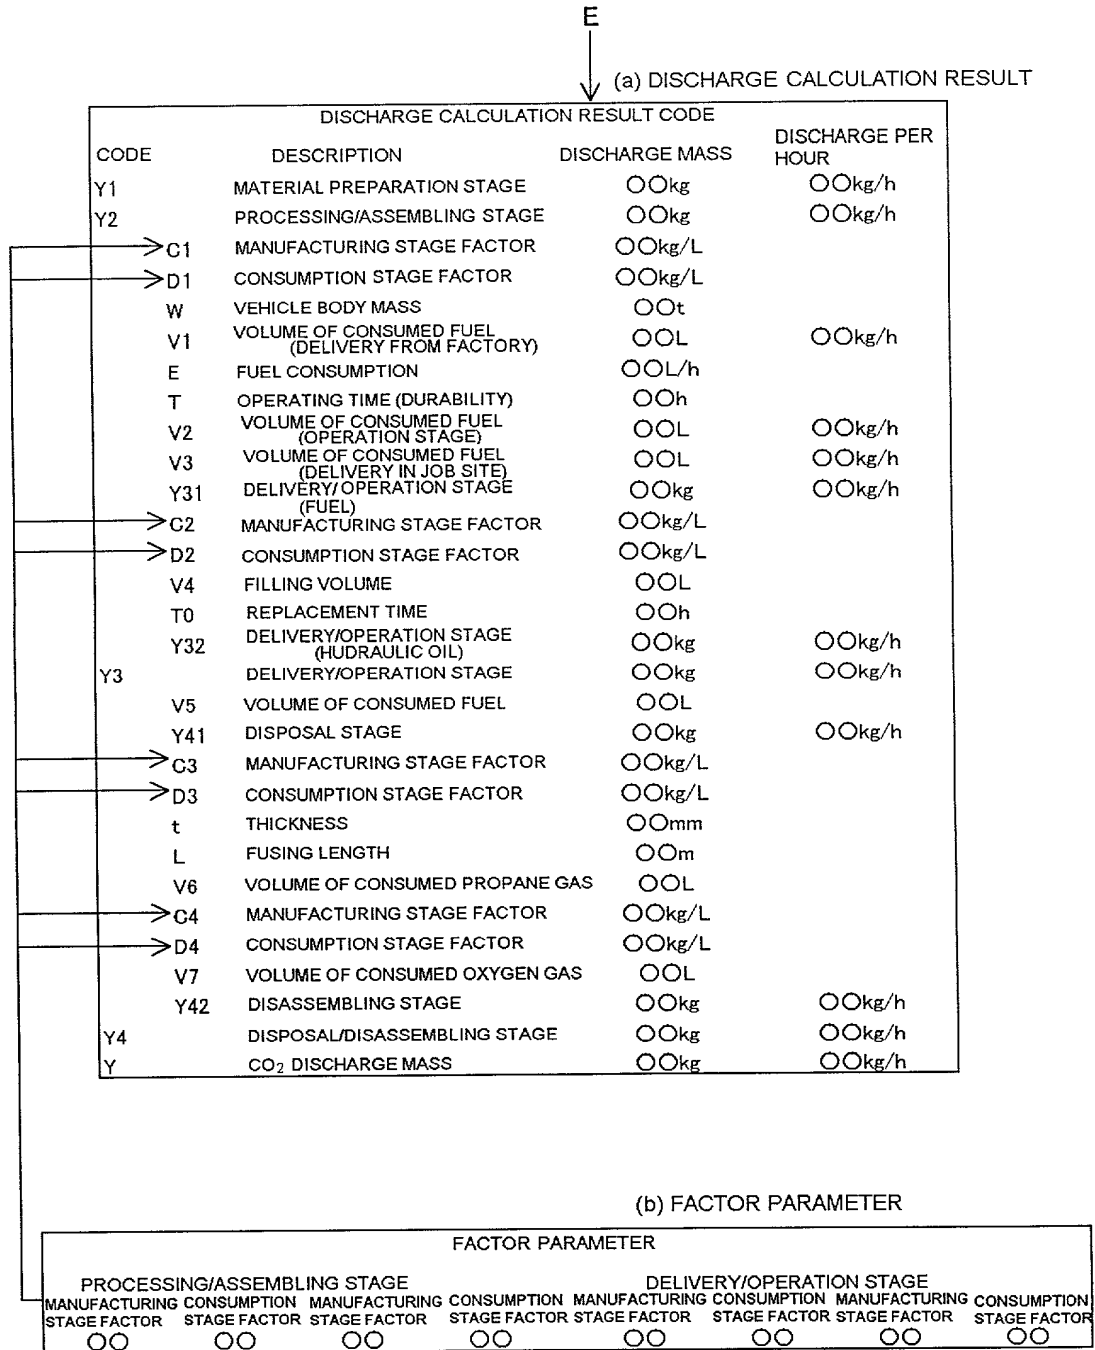 E
(a) DISCHARGE CALCULATION RESULT
DISCHARGE CALCULATION RESULT CODE
CODE DESCRIPTION DISCHARGE MASS DISCHARGE PER HOUR
Y1 MATERIAL PREPARATION STAGE ○○kg ○○kg/h
Y2 PROCESSING/ASSEMBLING STAGE ○○kg ○○kg/h
C1 MANUFACTURING STAGE FACTOR ○○kg/L
D1 CONSUMPTION STAGE FACTOR ○○kg/L
W VEHICLE BODY MASS ○○t
V1 VOLUME OF CONSUMED FUEL (DELIVERY FROM FACTORY) ○○L ○○kg/h
E FUEL CONSUMPTION ○○L/h
T OPERATING TIME (DURABILITY) ○○h
V2 VOLUME OF CONSUMED FUEL (OPERATION STAGE) ○○L ○○kg/h
V3 VOLUME OF CONSUMED FUEL (DELIVERY IN JOB SITE) ○○L ○○kg/h
Y31 DELIVERY/OPERATION STAGE (FUEL) ○○kg ○○kg/h
C2 MANUFACTURING STAGE FACTOR ○○kg/L
D2 CONSUMPTION STAGE FACTOR ○○kg/L
V4 FILLING VOLUME ○○L
T0 REPLACEMENT TIME ○○h
Y32 DELIVERY/OPERATION STAGE (HUDRAULIC OIL) ○○kg ○○kg/h
Y3 DELIVERY/OPERATION STAGE ○○kg ○○kg/h
V5 VOLUME OF CONSUMED FUEL ○○L
Y41 DISPOSAL STAGE ○○kg ○○kg/h
C3 MANUFACTURING STAGE FACTOR ○○kg/L
D3 CONSUMPTION STAGE FACTOR ○○kg/L
t THICKNESS ○○mm
L FUSING LENGTH ○○m
V6 VOLUME OF CONSUMED PROPANE GAS ○○L
C4 MANUFACTURING STAGE FACTOR ○○kg/L
D4 CONSUMPTION STAGE FACTOR ○○kg/L
V7 VOLUME OF CONSUMED OXYGEN GAS ○○L
Y42 DISASSEMBLING STAGE ○○kg ○○kg/h
Y4 DISPOSAL/DISASSEMBLING STAGE ○○kg ○○kg/h
Y CO₂ DISCHARGE MASS ○○kg ○○kg/h
(b) FACTOR PARAMETER
FACTOR PARAMETER
PROCESSING/ASSEMBLING STAGE DELIVERY/OPERATION STAGE
MANUFACTURING CONSUMPTION MANUFACTURING CONSUMPTION MANUFACTURING CONSUMPTION MANUFACTURING CONSUMPTION
STAGE FACTOR STAGE FACTOR STAGE FACTOR STAGE FACTOR STAGE FACTOR STAGE FACTOR STAGE FACTOR STAGE FACTOR
○○ ○○ ○○ ○○ ○○ ○○ ○○ ○○